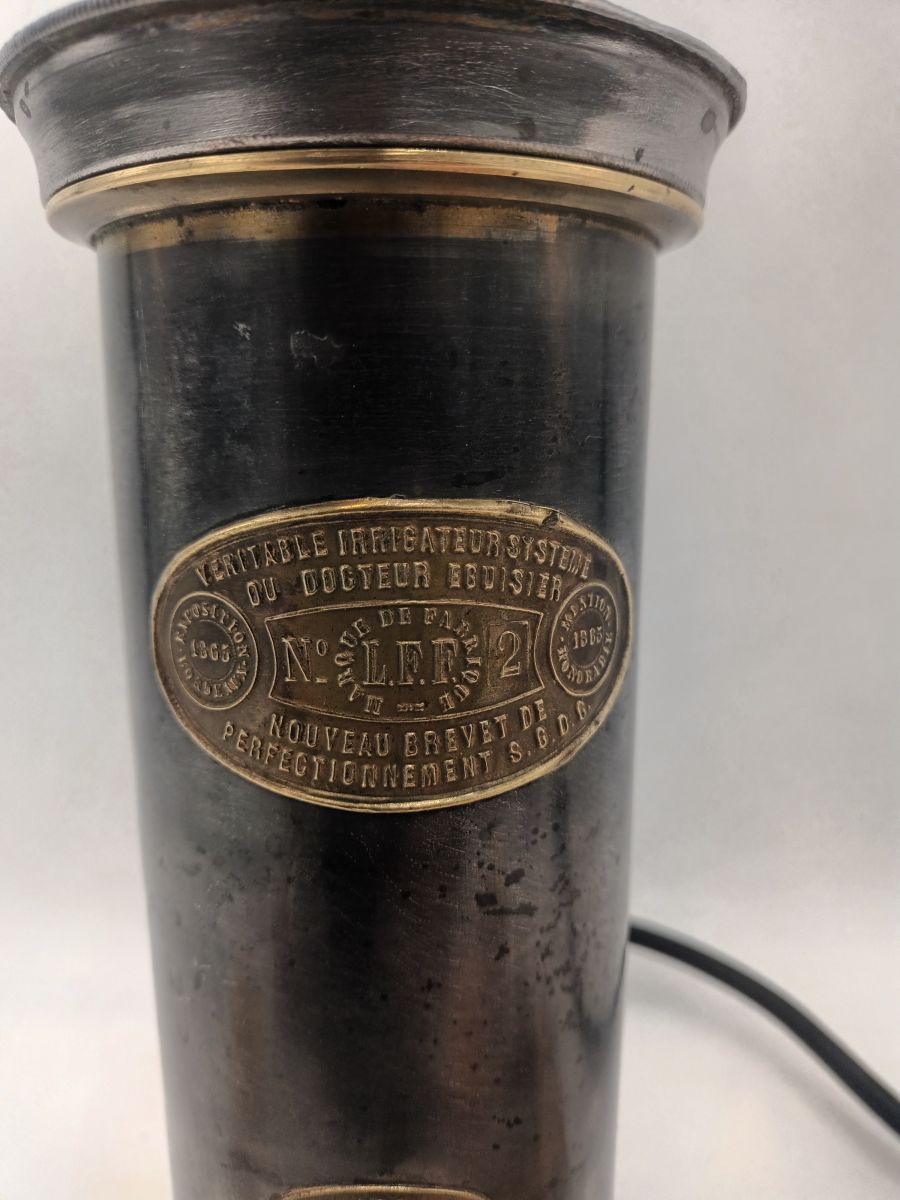 VERITABLE IRRIGATEUR SYSTEME
DU DOCTEUR EGUISIER
EXPOSITION
1865
BORDEAUX
No
MARQUE DE FABRIQUE
L.F.F.
2
MENTION
1865
HONORABLE
NOUVEAU BREVET DE
PERFECTIONNEMENT S.G.D.G.